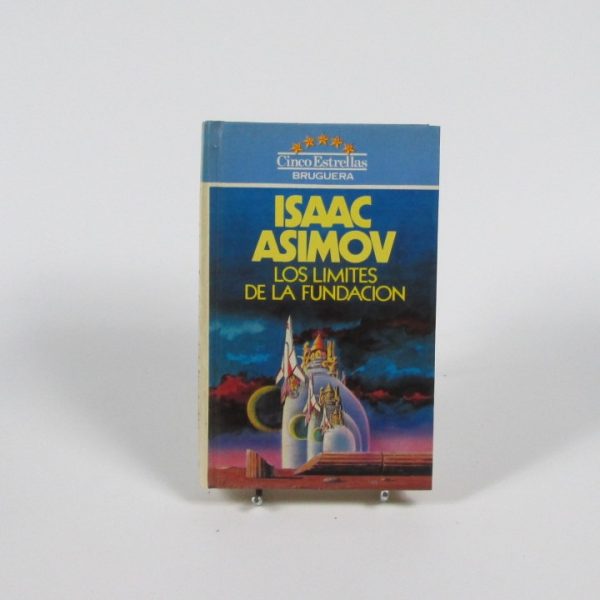 Cinco Estrellas
BRUGUERA
ISAAC
ASIMOV
LOS LIMITES
DE LA FUNDACION